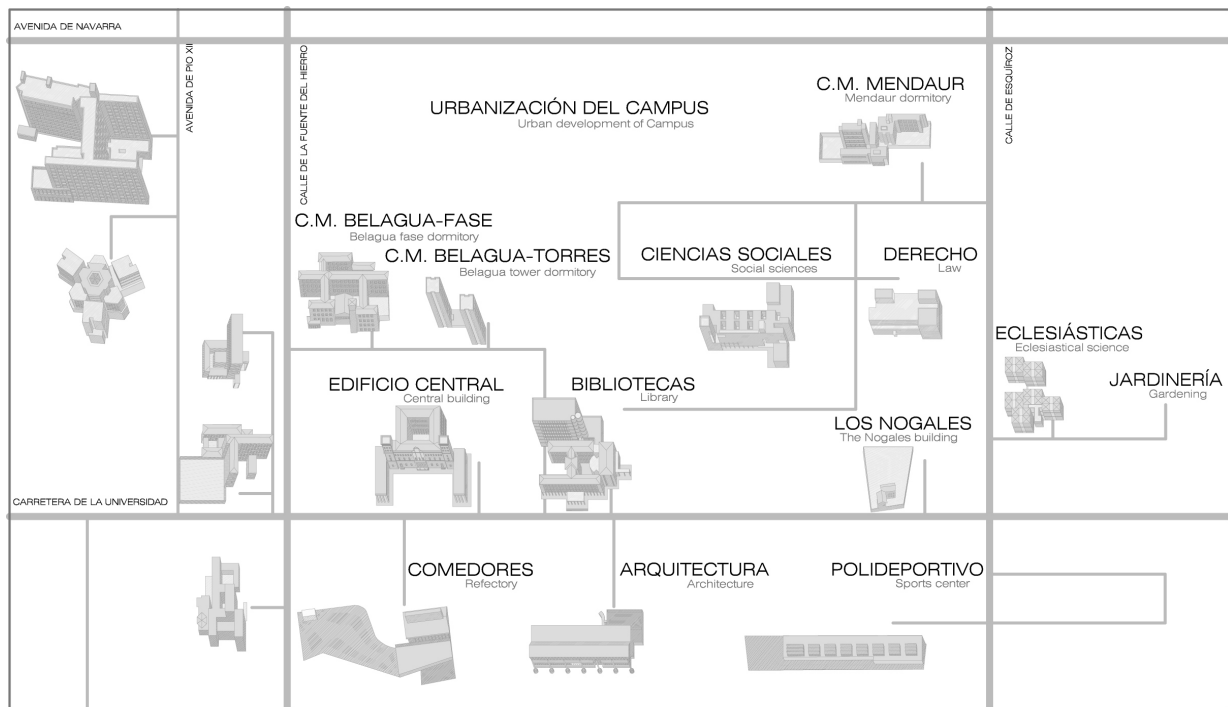 AVENIDA DE NAVARRA
AVENIDA DE PIO XII
CALLE DE LA FUENTE DEL HIERRO
CALLE DE ESQUÍROZ
C.M. MENDAUR
Mendaur dormitory
URBANIZACIÓN DEL CAMPUS
Urban development of Campus
C.M. BELAGUA-FASE
Belagua fase dormitory
C.M. BELAGUA-TORRES
Belagua tower dormitory
CIENCIAS SOCIALES
Social sciences
DERECHO
Law
ECLESIÁSTICAS
Eclesiastical science
JARDINERÍA
Gardening
EDIFICIO CENTRAL
Central building
BIBLIOTECAS
Library
LOS NOGALES
The Nogales building
CARRETERA DE LA UNIVERSIDAD
COMEDORES
Refectory
ARQUITECTURA
Architecture
POLIDEPORTIVO
Sports center